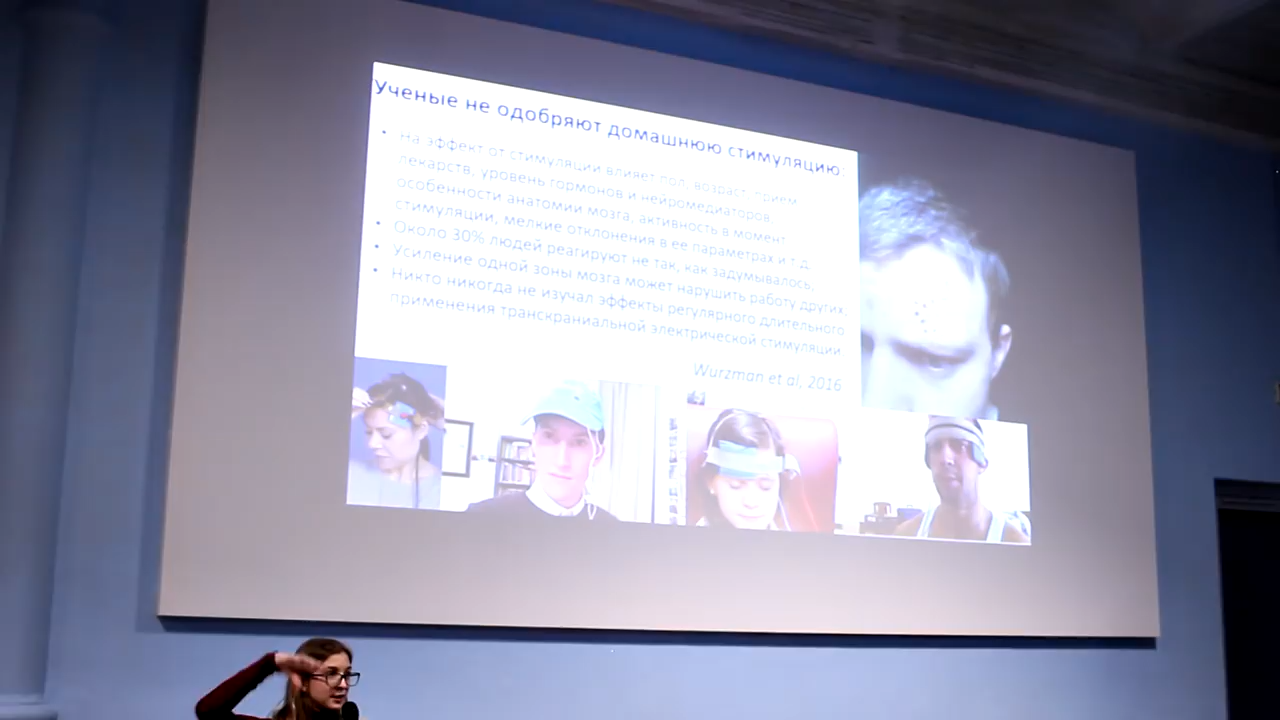 Ученые не одобряют домашнюю стимуляцию:
• На эффект от стимуляции влияет пол, возраст, прием
лекарств, уровень гормонов и нейромедиаторов,
особенности анатомии мозга, активность в момент
стимуляции, мелкие отклонения в ее параметрах и т.д.
• Около 30% людей реагируют не так, как задумывалось,
• Усиление одной зоны мозга может нарушить работу других,
• Никто никогда не изучал эффекты регулярного длительного
применения транскраниальной электрической стимуляции
Wurzman et al, 2016